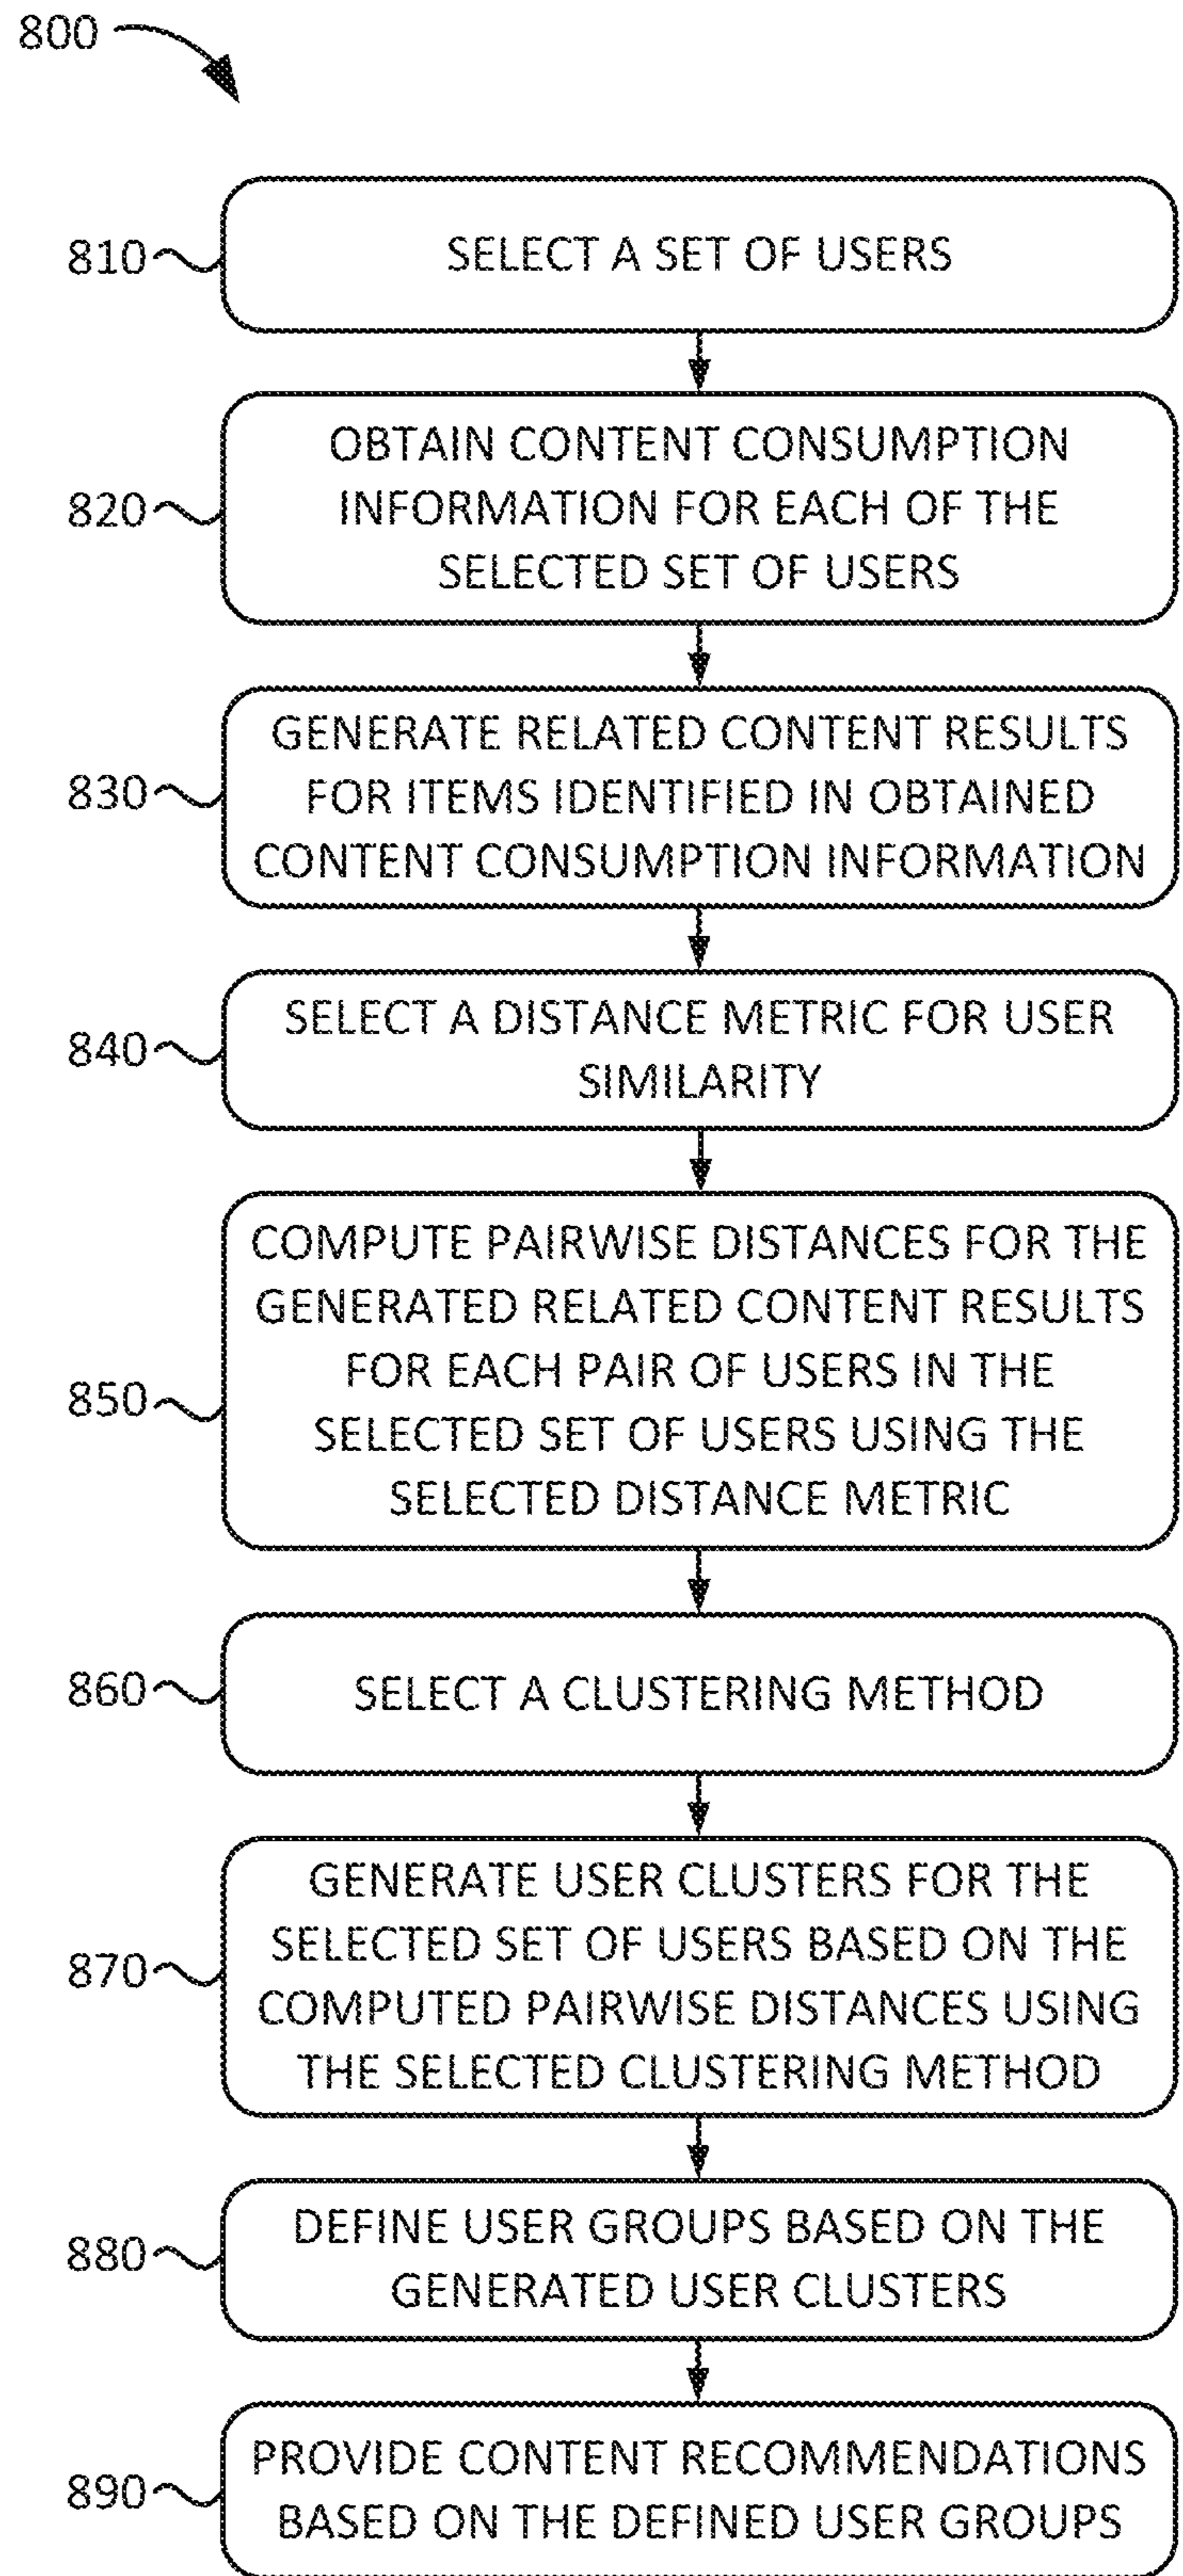 800
810
SELECT A SET OF USERS
820
OBTAIN CONTENT CONSUMPTION
INFORMATION FOR EACH OF THE
SELECTED SET OF USERS
830
GENERATE RELATED CONTENT RESULTS
FOR ITEMS IDENTIFIED IN OBTAINED
CONTENT CONSUMPTION INFORMATION
840
SELECT A DISTANCE METRIC FOR USER
SIMILARITY
850
COMPUTE PAIRWISE DISTANCES FOR THE
GENERATED RELATED CONTENT RESULTS
FOR EACH PAIR OF USERS IN THE
SELECTED SET OF USERS USING THE
SELECTED DISTANCE METRIC
860
SELECT A CLUSTERING METHOD
870
GENERATE USER CLUSTERS FOR THE
SELECTED SET OF USERS BASED ON THE
COMPUTED PAIRWISE DISTANCES USING
THE SELECTED CLUSTERING METHOD
880
DEFINE USER GROUPS BASED ON THE
GENERATED USER CLUSTERS
890
PROVIDE CONTENT RECOMMENDATIONS
BASED ON THE DEFINED USER GROUPS